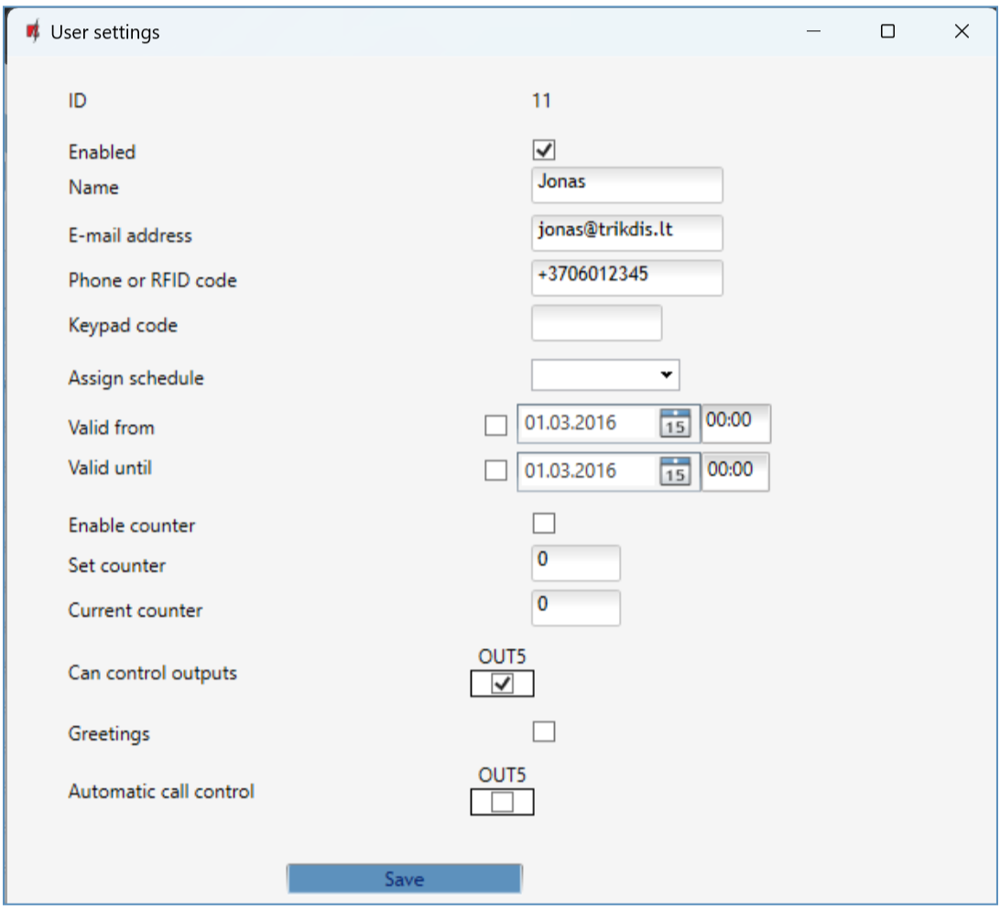 User settings
ID 11
Enabled
Name Jonas
E-mail address jonas@trikdis.lt
Phone or RFID code +3706012345
Keypad code
Assign schedule
Valid from 01.03.2016 15 00:00
Valid until 01.03.2016 15 00:00
Enable counter
Set counter 0
Current counter 0
OUT5
Can control outputs
Greetings
OUT5
Automatic call control
Save